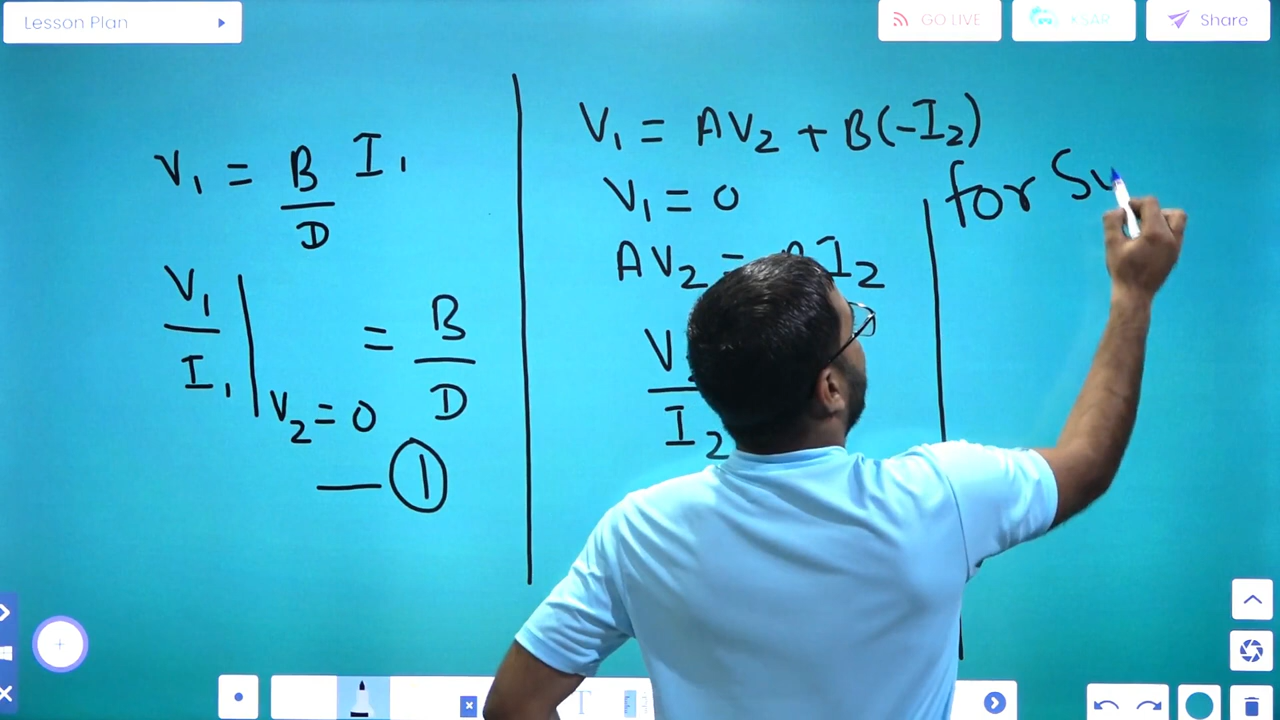 Lesson Plan
GO LIVE
KSAR
Share
V₁ = B/D I₁
V₁/I₁ |V₂=0 = B/D
— ①
V₁ = AV₂ + B(-I₂)
V₁ = 0
AV₂ = I₂
V
I₂
for